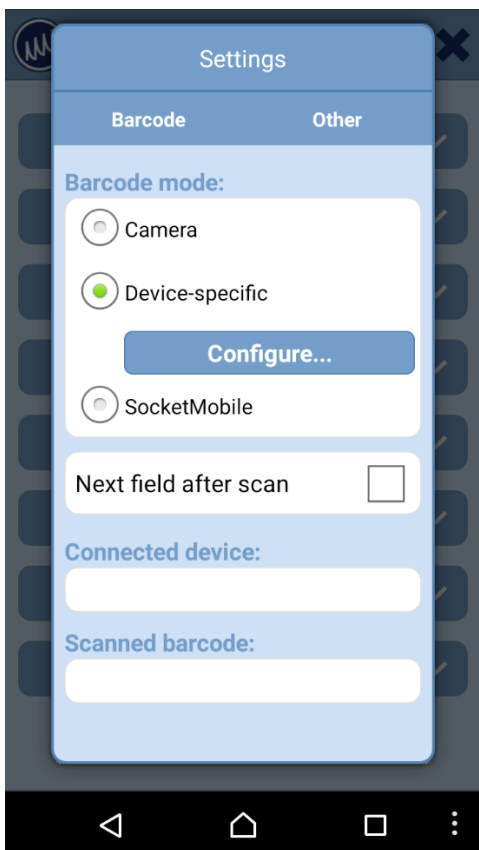 Settings
Barcode Other
Barcode mode:
Camera
Device-specific
Configure...
SocketMobile
Next field after scan
Connected device:
Scanned barcode: